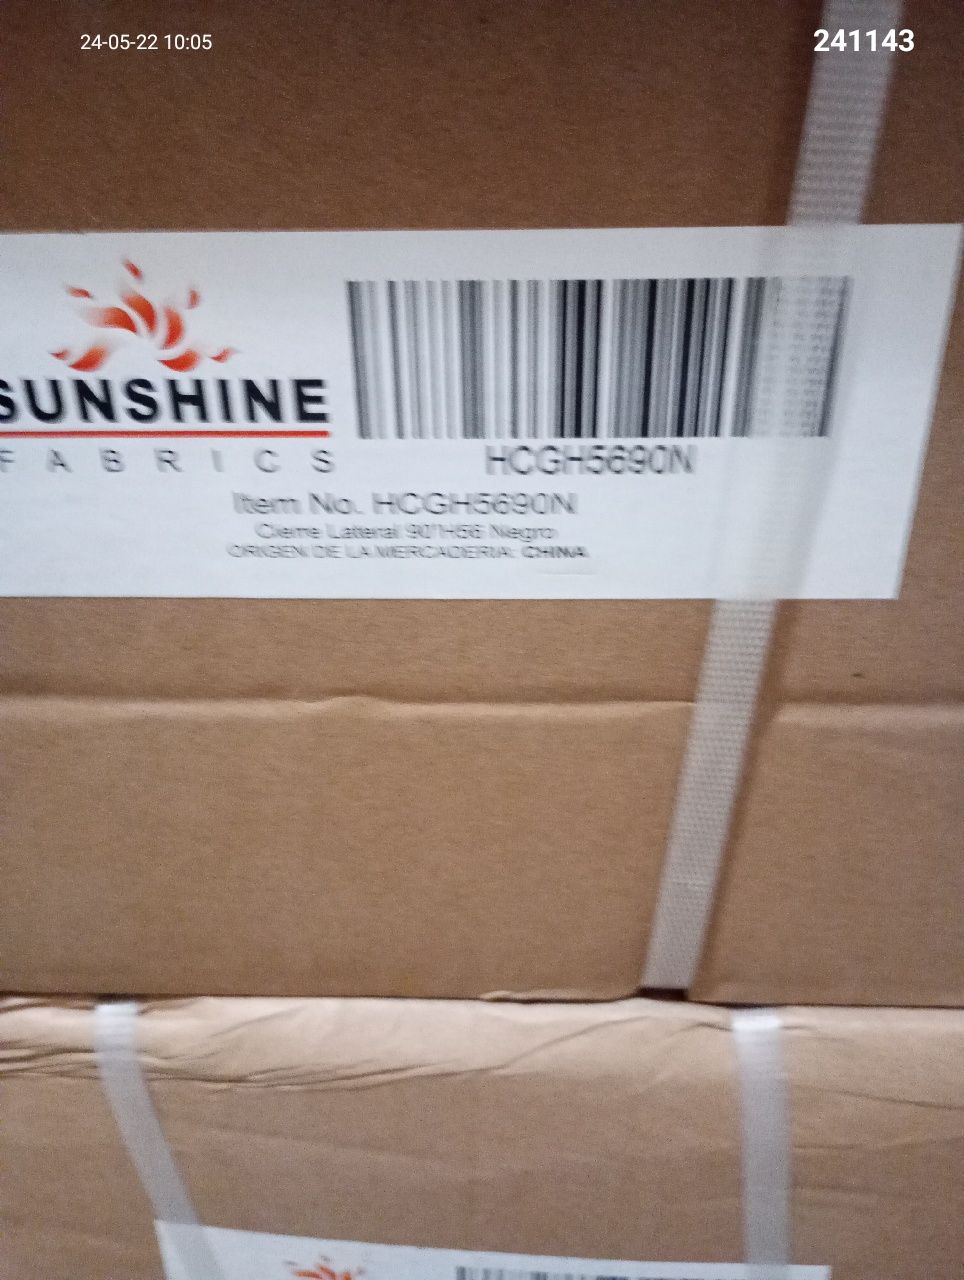 24-05-22 10:05
241143
SUNSHINE
FABRICS
HCGH5690N
Item No. HCGH5690N
Cierre Lateral 90"H56 Negro
ORIGEN DE LA MERCADERIA: CHINA